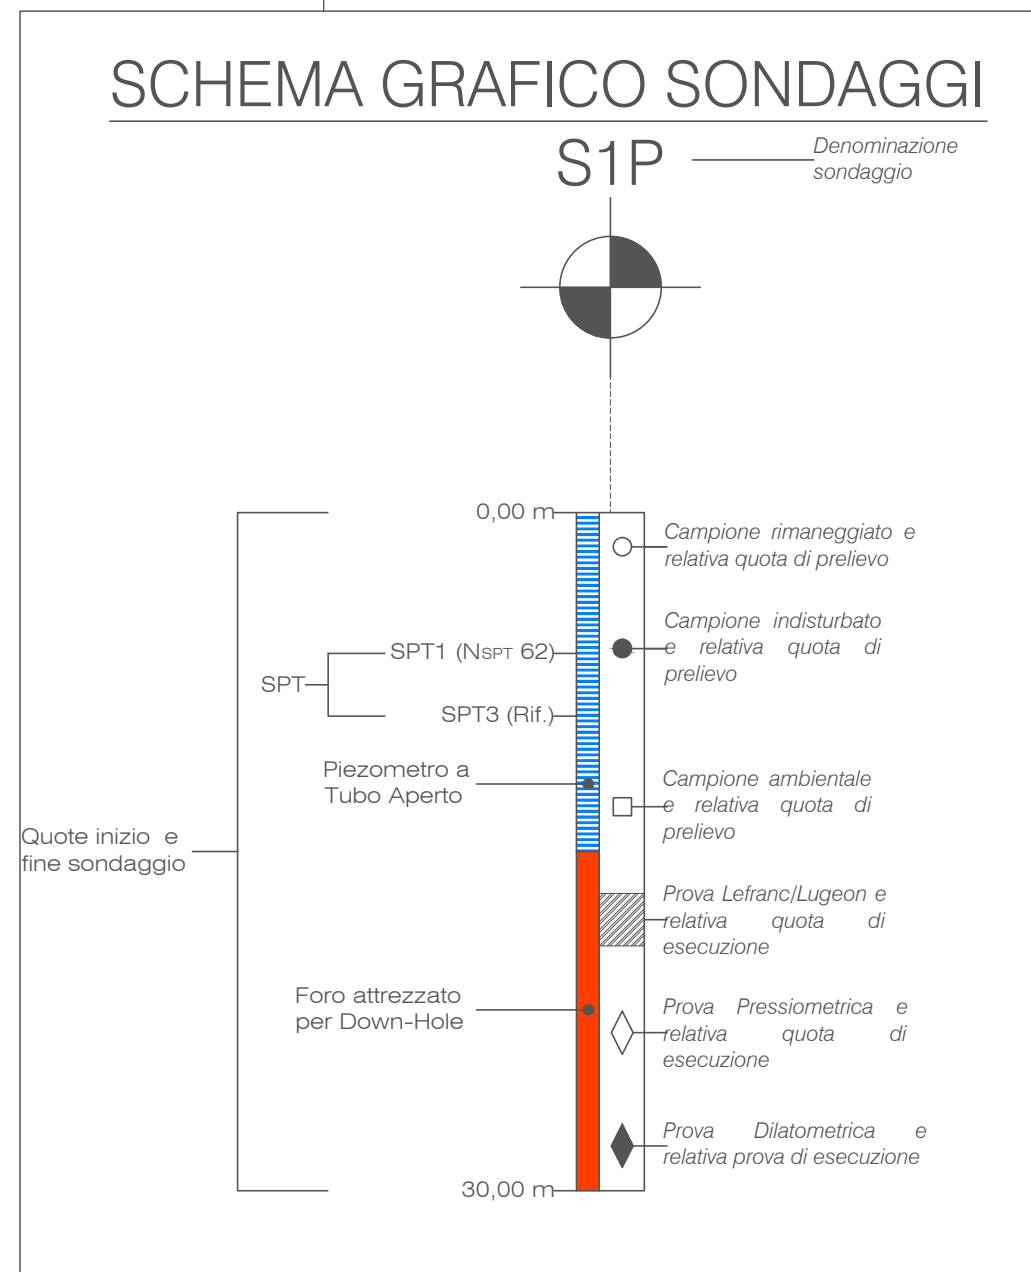 SCHEMA GRAFICO SONDAGGI
S1P
Denominazione
sondaggio
0,00 m
Campione rimaneggiato e
relativa quota di prelievo
Campione indisturbato
e relativa quota di
prelievo
SPT1 (NSPT 62)
SPT
SPT3 (Rif.)
Piezometro a
Tubo Aperto
Campione ambientale
e relativa quota di
prelievo
Quote inizio e
fine sondaggio
Prova Lefranc/Lugeon e
relativa quota di
esecuzione
Foro attrezzato
per Down-Hole
Prova Pressiometrica e
relativa quota di
esecuzione
Prova Dilatometrica e
relativa prova di esecuzione
30,00 m